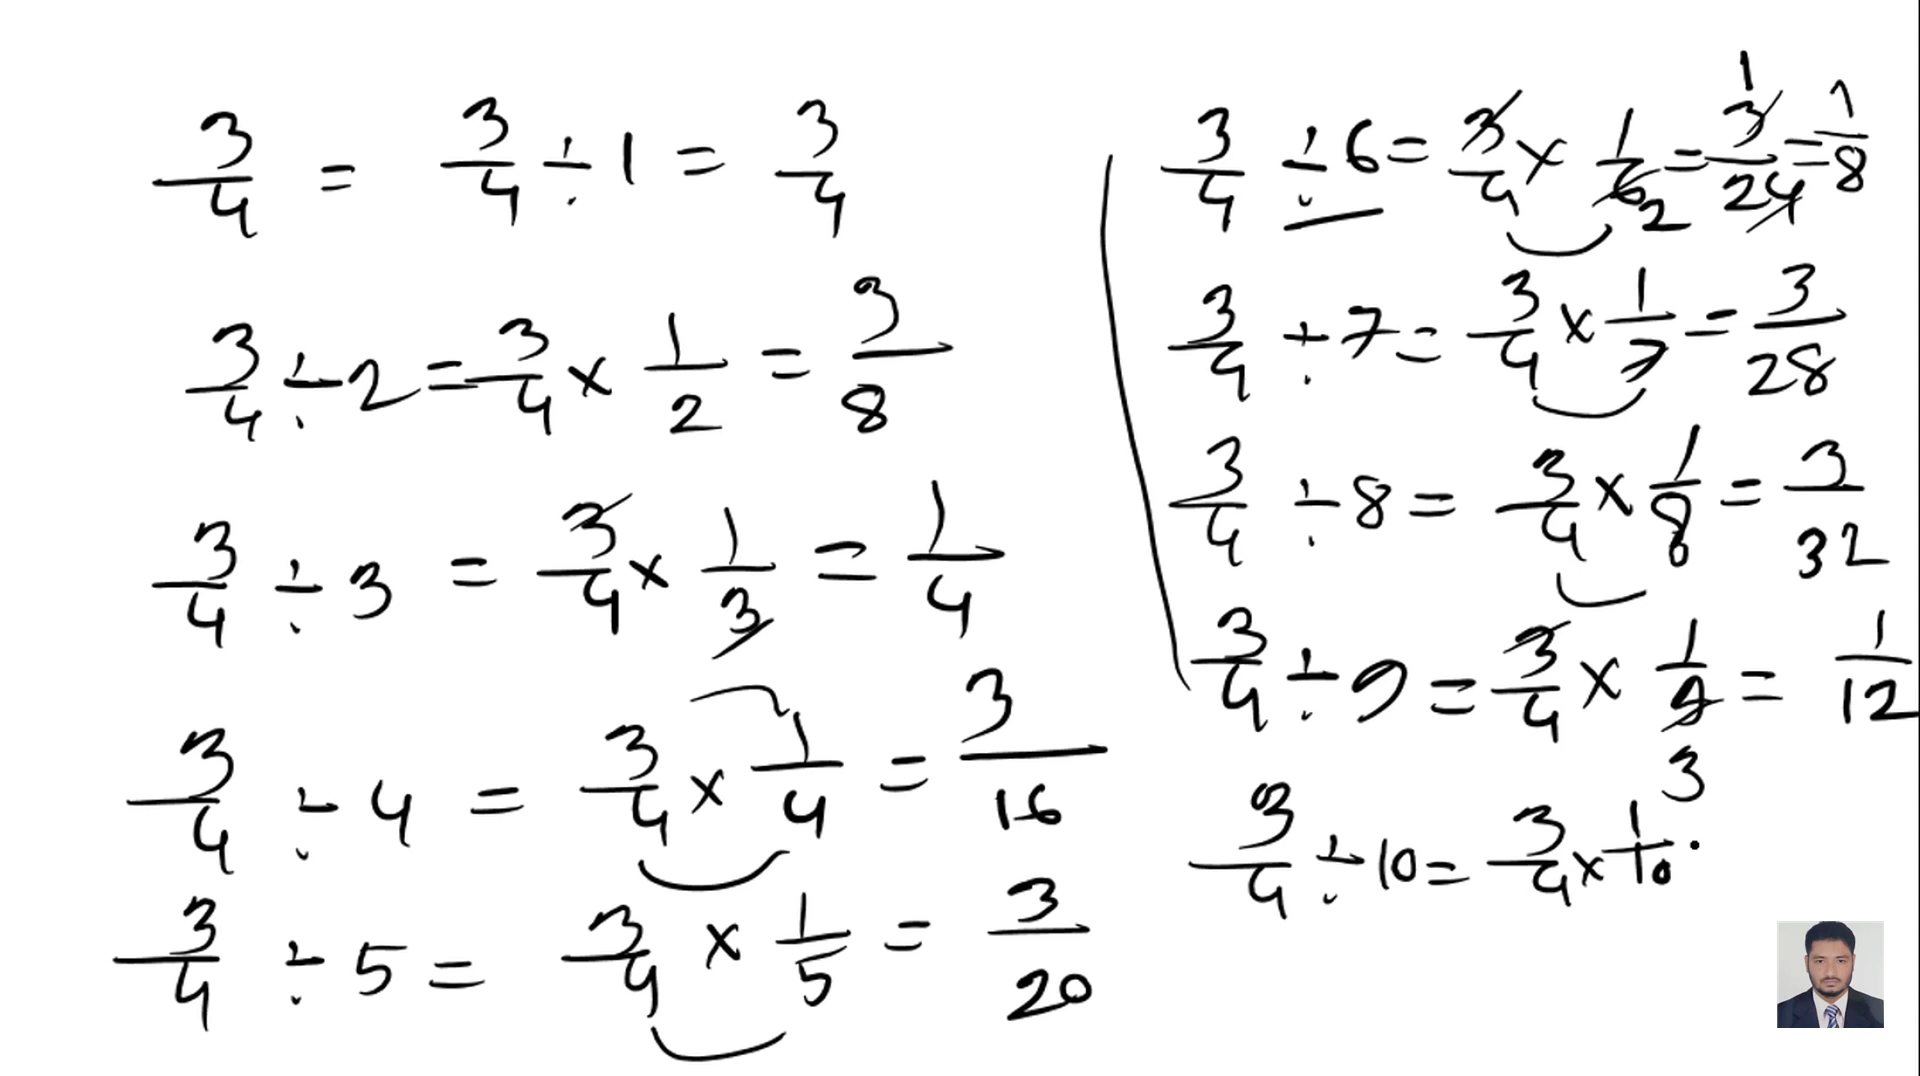 3/4 = 3/4 ÷ 1 = 3/4
3/4 ÷ 2 = 3/4 × 1/2 = 3/8
3/4 ÷ 3 = 3/4 × 1/3 = 1/4
3/4 ÷ 4 = 3/4 × 1/4 = 3/16
3/4 ÷ 5 = 3/4 × 1/5 = 3/20
3/4 ÷ 6 = 3/4 × 1/6 2 = 1 3/24 = 1/8
3/4 ÷ 7 = 3/4 × 1/7 = 3/28
3/4 ÷ 8 = 3/4 × 1/8 = 3/32
3/4 ÷ 9 = 3/4 × 1/9 3 = 1/12
3/4 ÷ 10 = 3/4 × 1/10